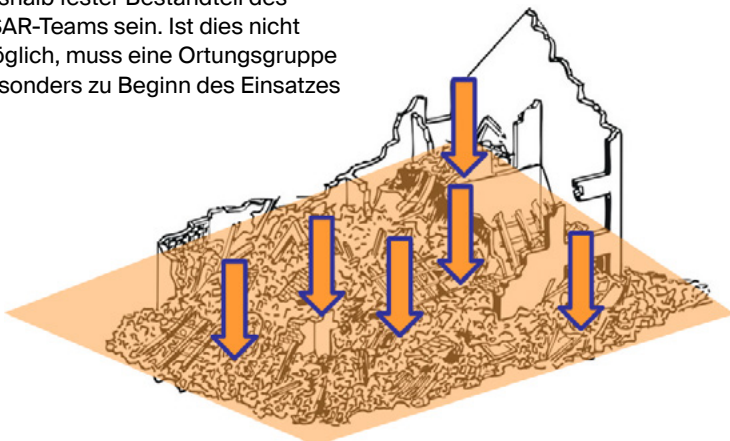 shalb fester Bestandteil des
SAR-Teams sein. Ist dies nicht
öglich, muss eine Ortungsgruppe
sonders zu Beginn des Einsatzes